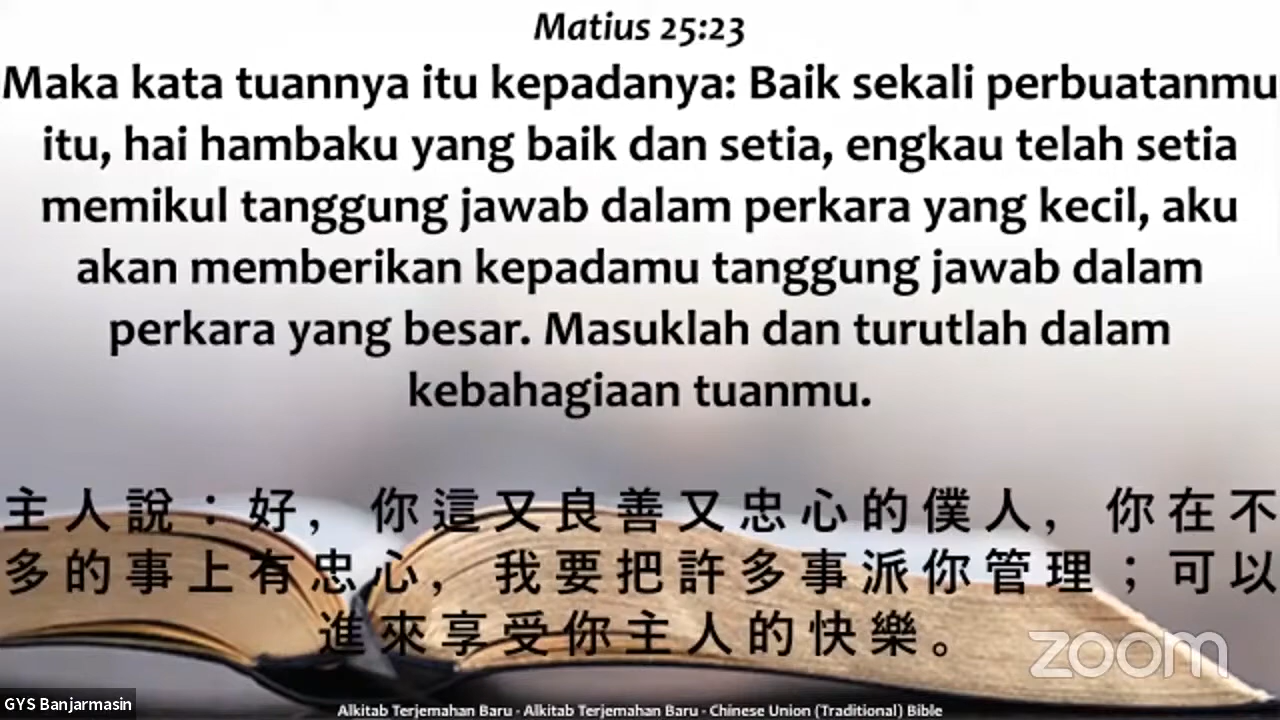 Matius 25:23
Maka kata tuannya itu kepadanya: Baik sekali perbuatanmu
itu, hai hambaku yang baik dan setia, engkau telah setia
memikul tanggung jawab dalam perkara yang kecil, aku
akan memberikan kepadamu tanggung jawab dalam
perkara yang besar. Masuklah dan turutlah dalam
kebahagiaan tuanmu.
主人說：好，你這又良善又忠心的僕人，你在不
多的事上有忠心，我要把許多事派你管理；可以
進來享受你主人的快樂。
zoom
GYS Banjarmasin
Alkitab Terjemahan Baru - Alkitab Terjemahan Baru - Chinese Union (Traditional) Bible